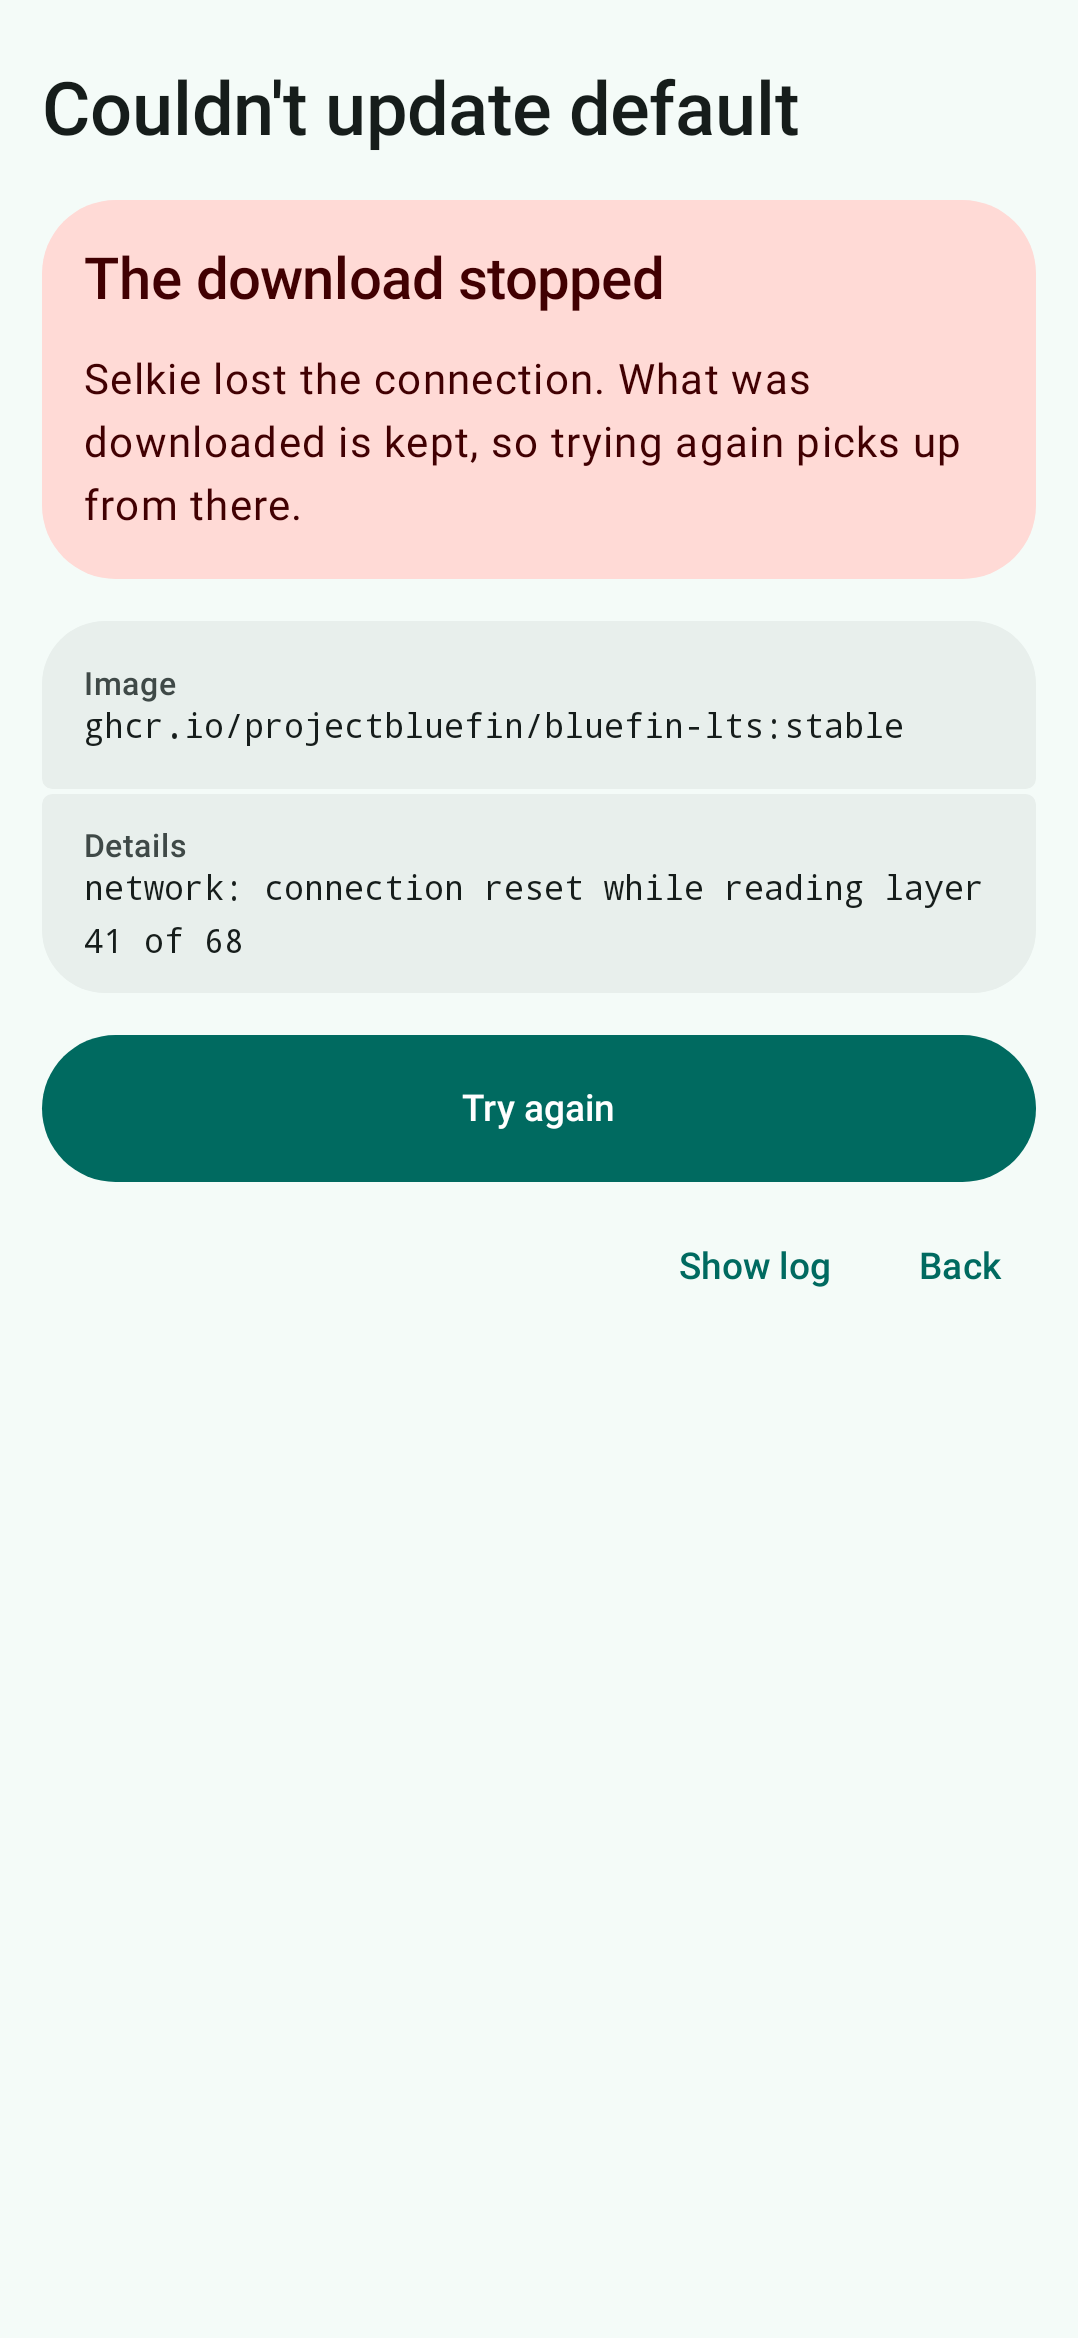 Couldn't update default
The download stopped
Selkie lost the connection. What was
downloaded is kept, so trying again picks up
from there.
Image
ghcr.io/projectbluefin/bluefin-lts:stable
Details
network: connection reset while reading layer
41 of 68
Try again
Show log
Back